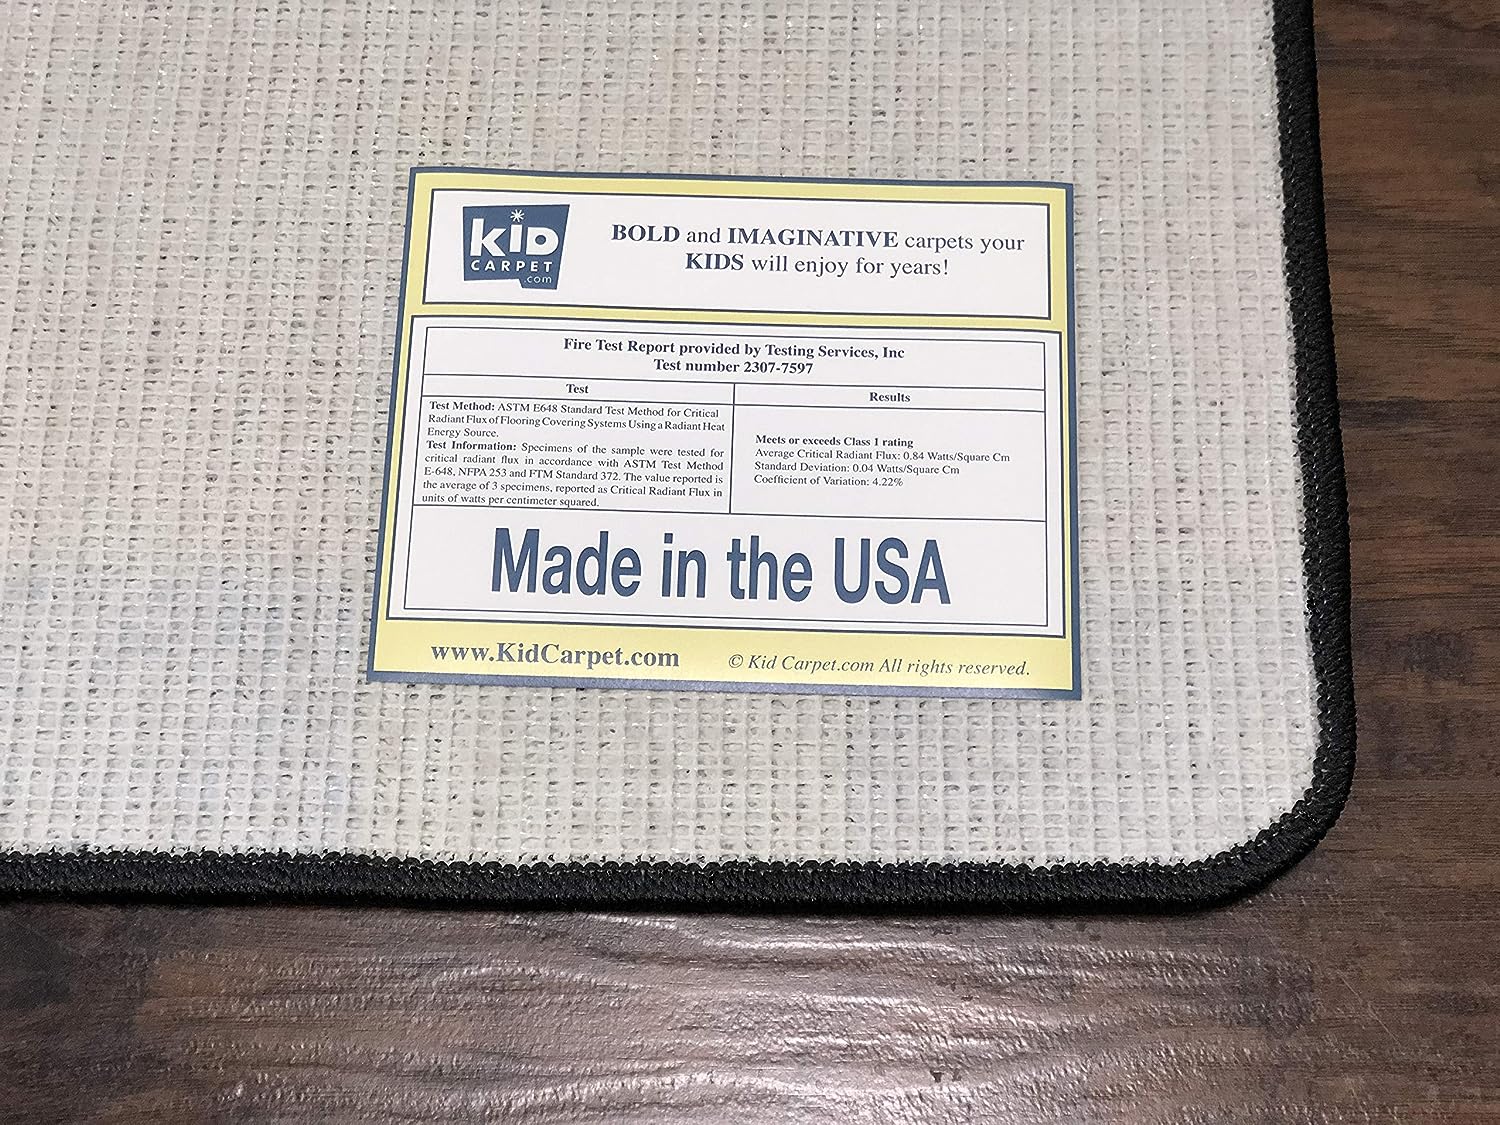 KID
CARPET
.com
BOLD and IMAGINATIVE carpets your
KIDS will enjoy for years!
Fire Test Report provided by Testing Services, Inc
Test number 2307-7597
Test
Test Method: ASTM E648 Standard Test Method for Critical
Radiant Flux of Flooring Covering Systems Using a Radiant Heat
Energy Source.
Test Information: Specimens of the sample were tested for
critical radiant flux in accordance with ASTM Test Method
E-648, NFPA 253 and FTM Standard 372. The value reported is
the average of 3 specimens, reported as Critical Radiant Flux in
units of watts per centimeter squared.
Results
Meets or exceeds Class 1 rating
Average Critical Radiant Flux: 0.84 Watts/Square Cm
Standard Deviation: 0.04 Watts/Square Cm
Coefficient of Variation: 4.22%
Made in the USA
www.KidCarpet.com
© Kid Carpet.com All rights reserved.